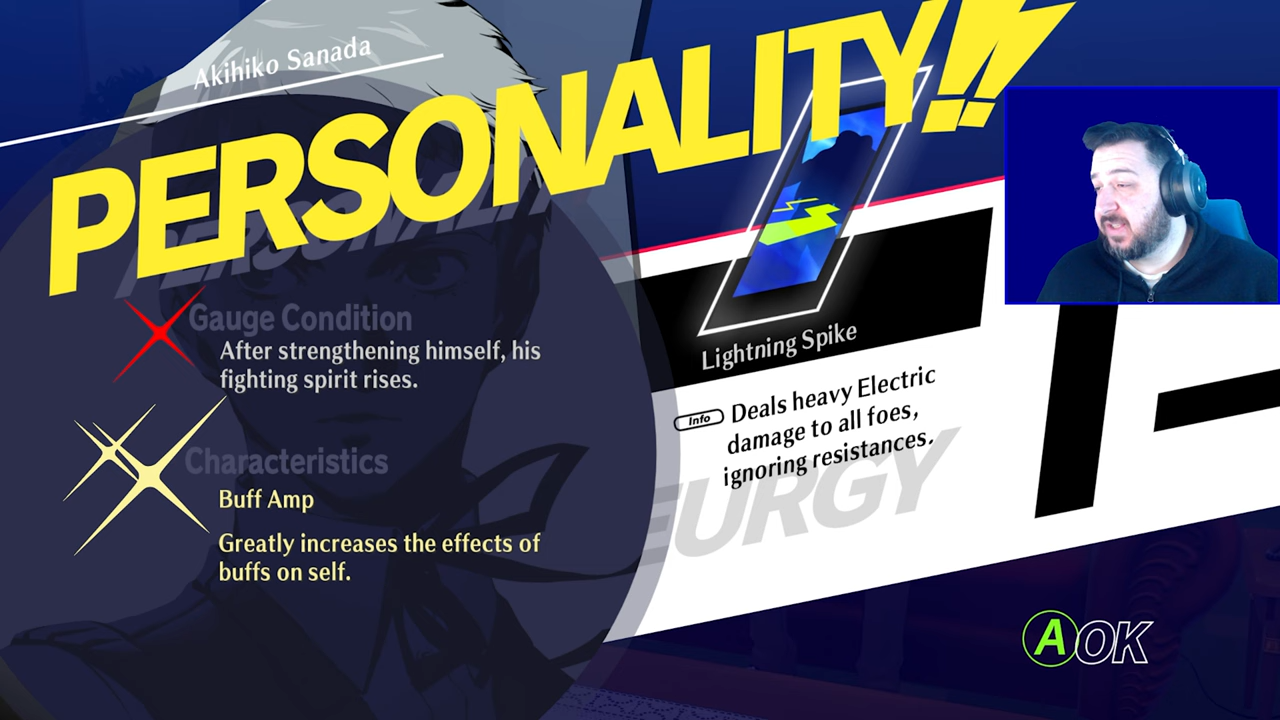 Akihiko Sanada
PERSONALITY!!
Gauge Condition
After strengthening himself, his
fighting spirit rises.
Characteristics
Buff Amp
Greatly increases the effects of
buffs on self.
Lightning Spike
Info Deals heavy Electric
damage to all foes,
ignoring resistances.
EURGY
A OK